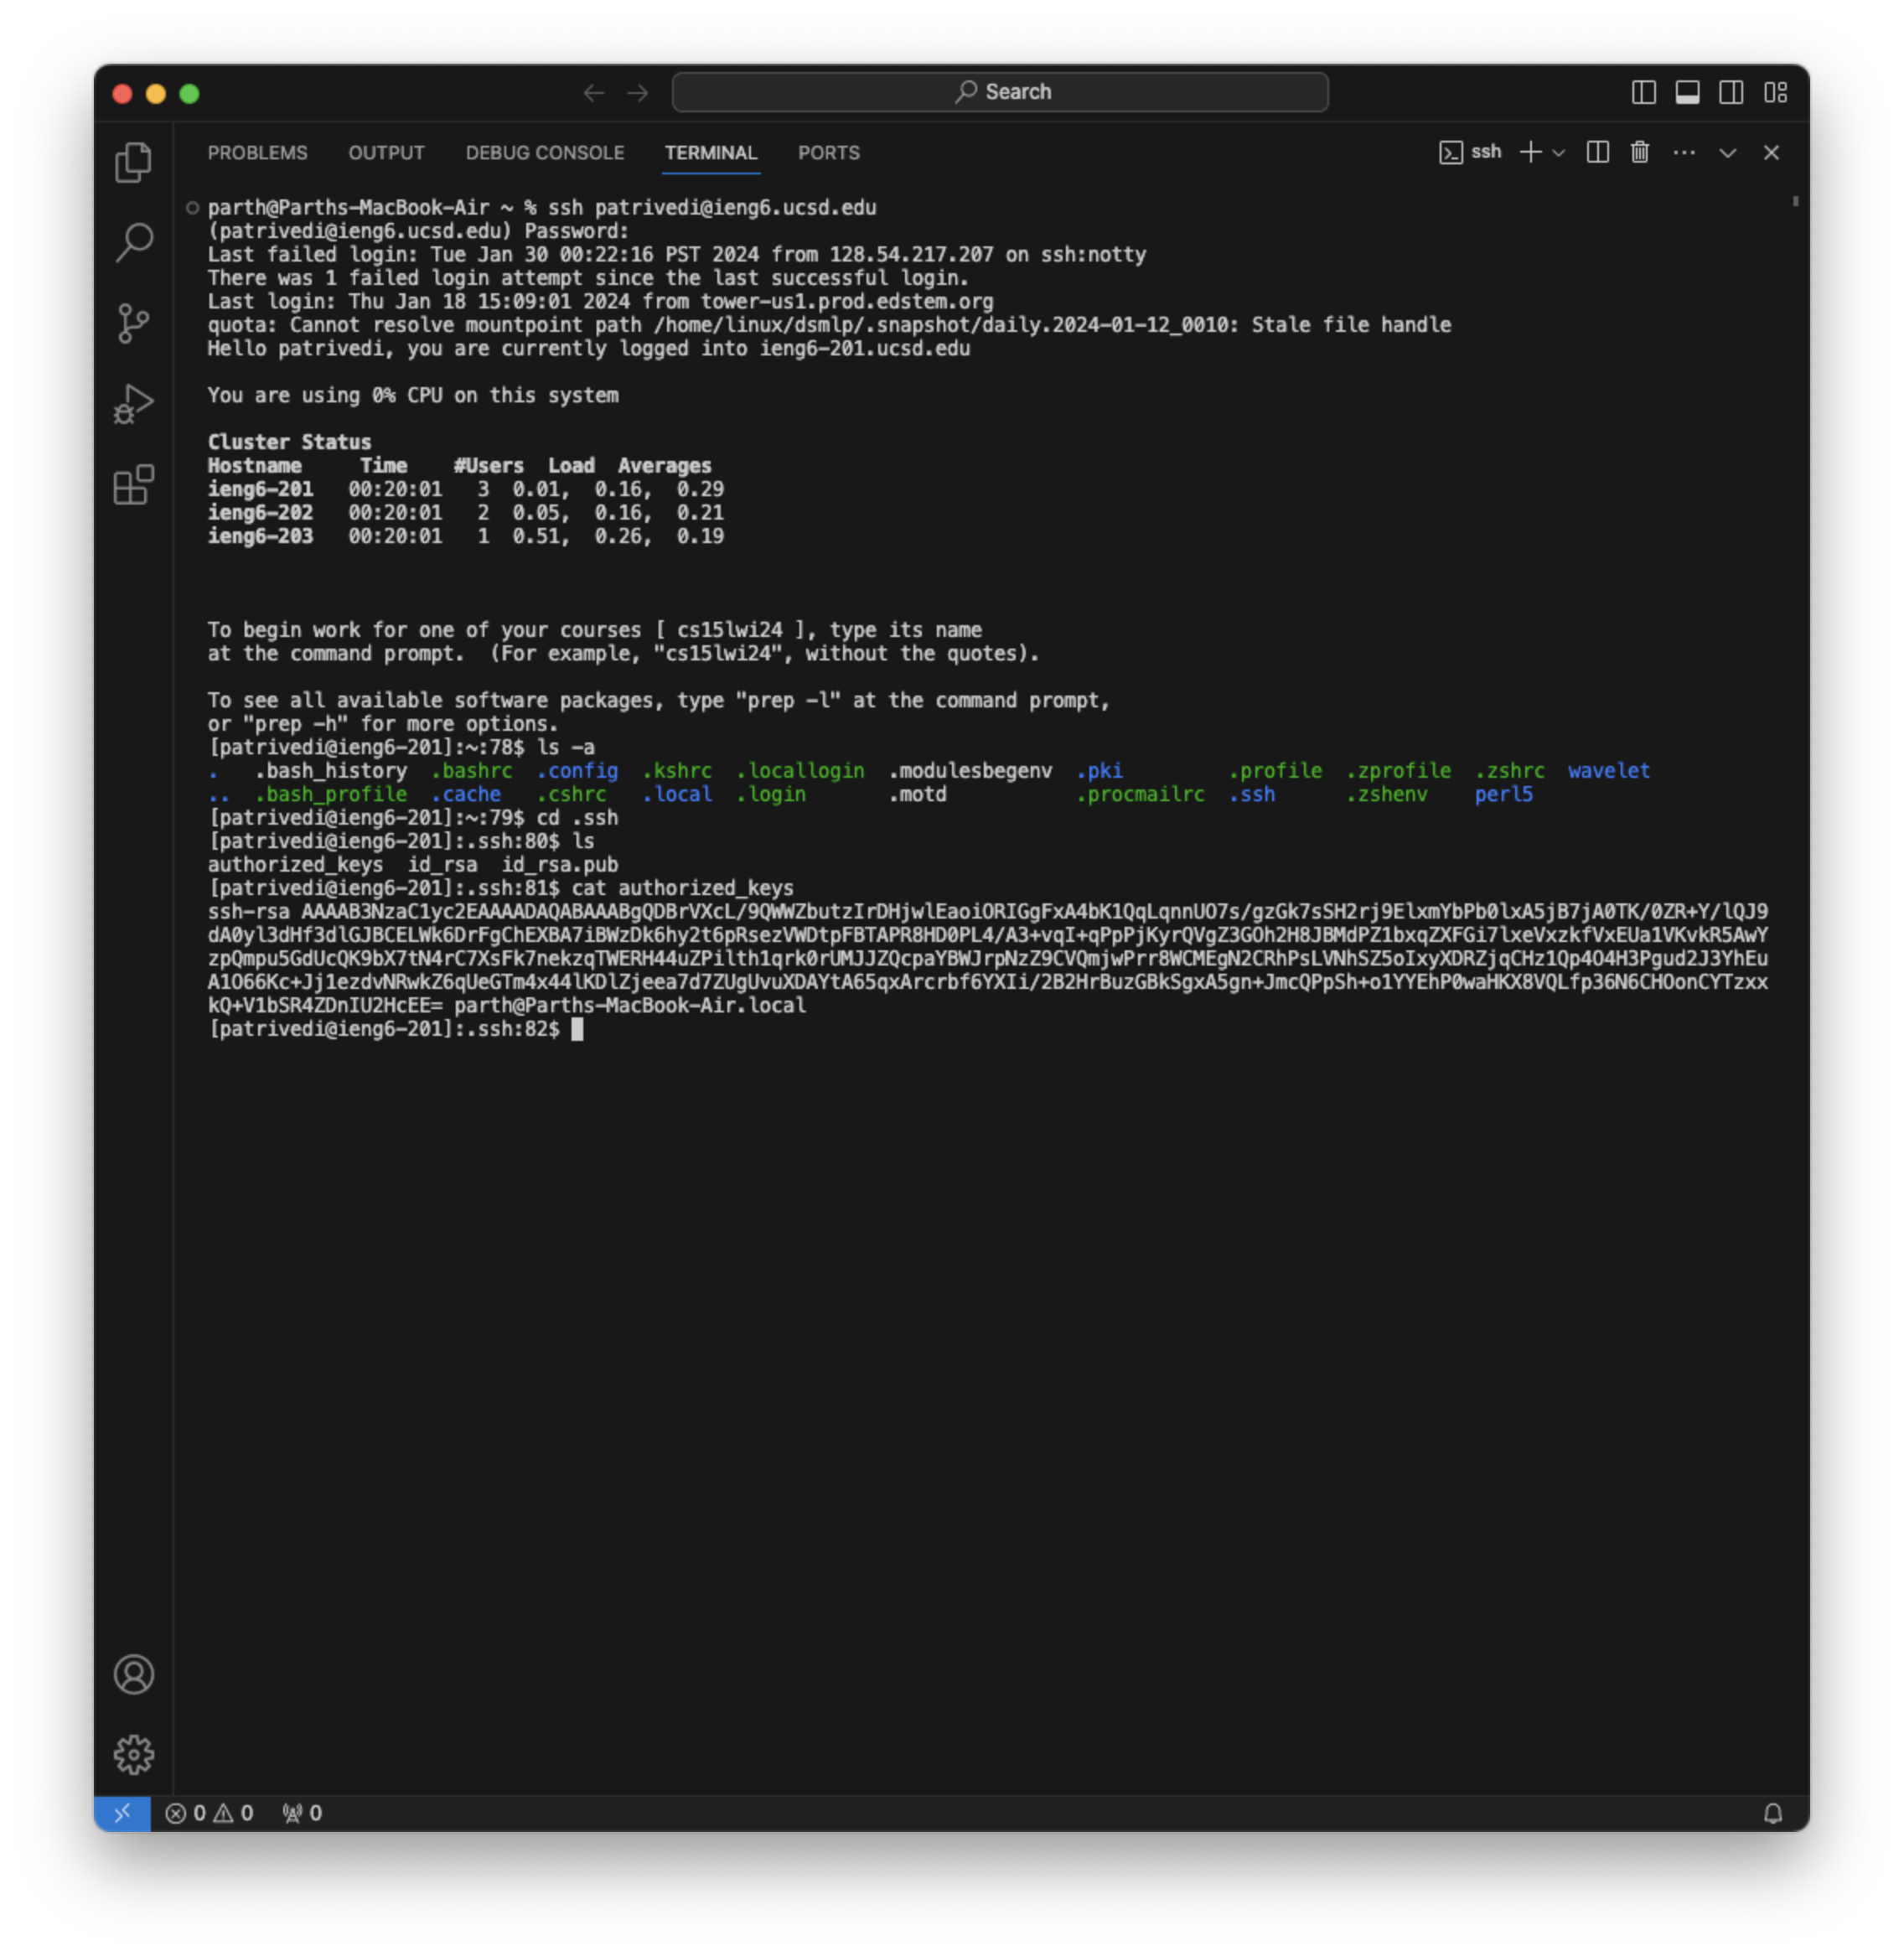 Search
PROBLEMS OUTPUT DEBUG CONSOLE TERMINAL PORTS ssh
parth@Parths-MacBook-Air ~ % ssh patrivedi@ieng6.ucsd.edu
(patrivedi@ieng6.ucsd.edu) Password:
Last failed login: Tue Jan 30 00:22:16 PST 2024 from 128.54.217.207 on ssh:notty
There was 1 failed login attempt since the last successful login.
Last login: Thu Jan 18 15:09:01 2024 from tower-us1.prod.edstem.org
quota: Cannot resolve mountpoint path /home/linux/dsmlp/.snapshot/daily.2024-01-12_0010: Stale file handle
Hello patrivedi, you are currently logged into ieng6-201.ucsd.edu
You are using 0% CPU on this system
Cluster Status
Hostname Time #Users Load Averages
ieng6-201 00:20:01 3 0.01, 0.16, 0.29
ieng6-202 00:20:01 2 0.05, 0.16, 0.21
ieng6-203 00:20:01 1 0.51, 0.26, 0.19
To begin work for one of your courses [ cs15lwi24 ], type its name
at the command prompt. (For example, "cs15lwi24", without the quotes).
To see all available software packages, type "prep -l" at the command prompt,
or "prep -h" for more options.
[patrivedi@ieng6-201]:~:78$ ls -a
. .bash_history .bashrc .config .kshrc .locallogin .modulesbegenv .pki .profile .zprofile .zshrc wavelet
.. .bash_profile .cache .cshrc .local .login .motd .procmailrc .ssh .zshenv perl5
[patrivedi@ieng6-201]:~:79$ cd .ssh
[patrivedi@ieng6-201]:.ssh:80$ ls
authorized_keys id_rsa id_rsa.pub
[patrivedi@ieng6-201]:.ssh:81$ cat authorized_keys
ssh-rsa AAAAB3NzaC1yc2EAAAADAQABAAABgQDBrVXcL/9QWWZbutzIrDHjwlEaoiORIGgFxA4bK1QqLqnnUO7s/gzGk7sSH2rj9ElxmYbPb0lxA5jB7jA0TK/0ZR+Y/lQJ9
dA0yl3dHf3dlGJBCELWk6DrFgChEXBA7iBWzDk6hy2t6pRsezVWDtpFBTAPR8HD0PL4/A3+vqI+qPpPjKyrQVgZ3GOh2H8JBMdPZ1bxqZXFGi7lxeVxzkfVxEUa1VKvkR5AwY
zpQmpu5GdUcQK9bX7tN4rC7XsFk7nekzqTWERH44uZPilth1qrk0rUMJJZQcpaYBWJrpNzZ9CVQmjwPrr8WCMEgN2CRhPsLVNhSZ5oIxyXDRZjqCHz1Qp4O4H3Pgud2J3YhEu
A1O66Kc+Jj1ezdvNRwkZ6qUeGTm4x44lKDlZjeea7d7ZUgUvuXDAYtA65qxArcrbf6YXIi/2B2HrBuzGBkSgxA5gn+JmcQPpSh+o1YYEhP0waHKX8VQLfp36N6CHOonCYTzxx
kQ+V1bSR4ZDnIU2HcEE= parth@Parths-MacBook-Air.local
[patrivedi@ieng6-201]:.ssh:82$
0 0 0